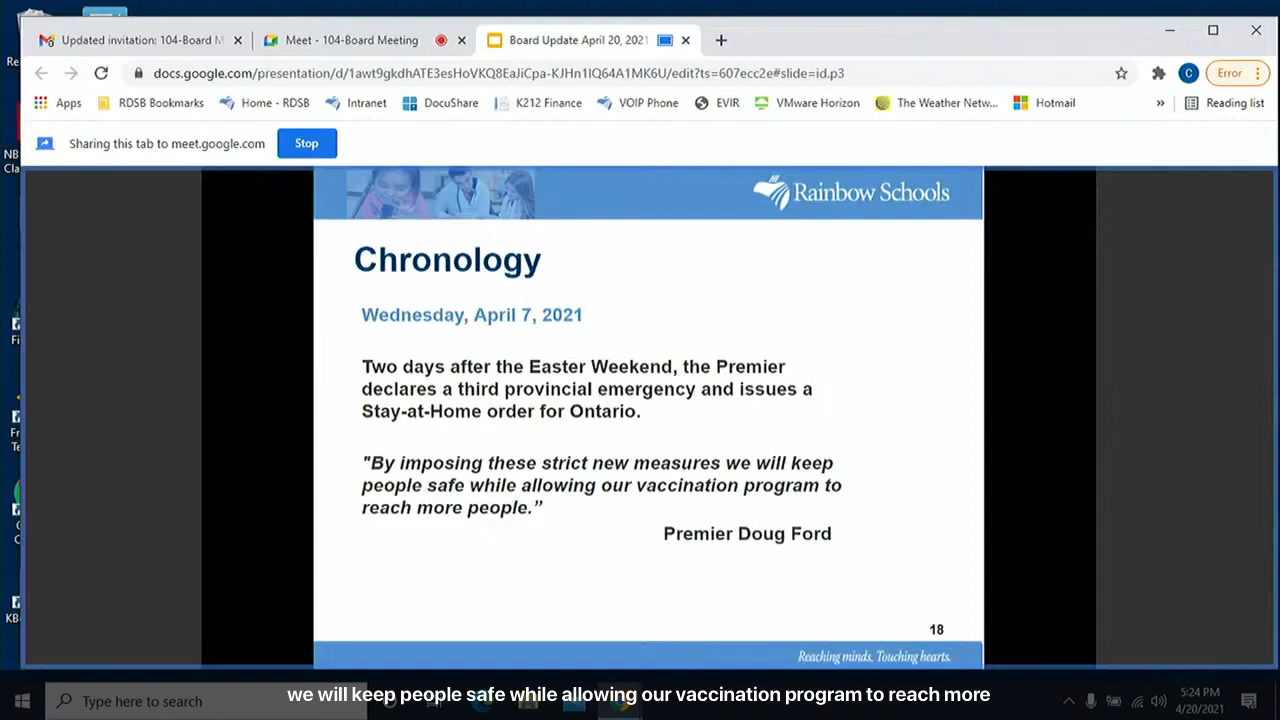 Updated invitation: 104-Board M
Meet - 104-Board Meeting
Board Update April 20, 2021
docs.google.com/presentation/d/1awt9gkdhATE3esHoVKQ8EaJiCpa-KJHn1IQ64A1MK6U/edit?ts=607ecc2e#slide=id.p3
C
Error
Apps
RDSB Bookmarks
Home - RDSB
Intranet
DocuShare
K212 Finance
VOIP Phone
EVIR
VMware Horizon
The Weather Netw...
Hotmail
»
Reading list
Sharing this tab to meet.google.com
Stop
Rainbow Schools
Chronology
Wednesday, April 7, 2021
Two days after the Easter Weekend, the Premier
declares a third provincial emergency and issues a
Stay-at-Home order for Ontario.
"By imposing these strict new measures we will keep
people safe while allowing our vaccination program to
reach more people.”
Premier Doug Ford
18
Reaching minds. Touching hearts.
we will keep people safe while allowing our vaccination program to reach more
Type here to search
5:24 PM
4/20/2021